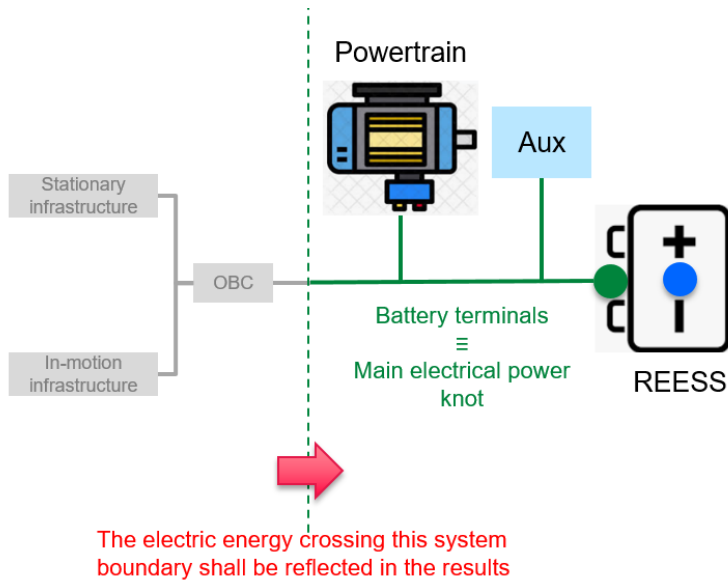 Powertrain
Aux
Stationary
infrastructure
OBC
In-motion
infrastructure
Battery terminals
≡
Main electrical power
knot
REESS
The electric energy crossing this system
boundary shall be reflected in the results